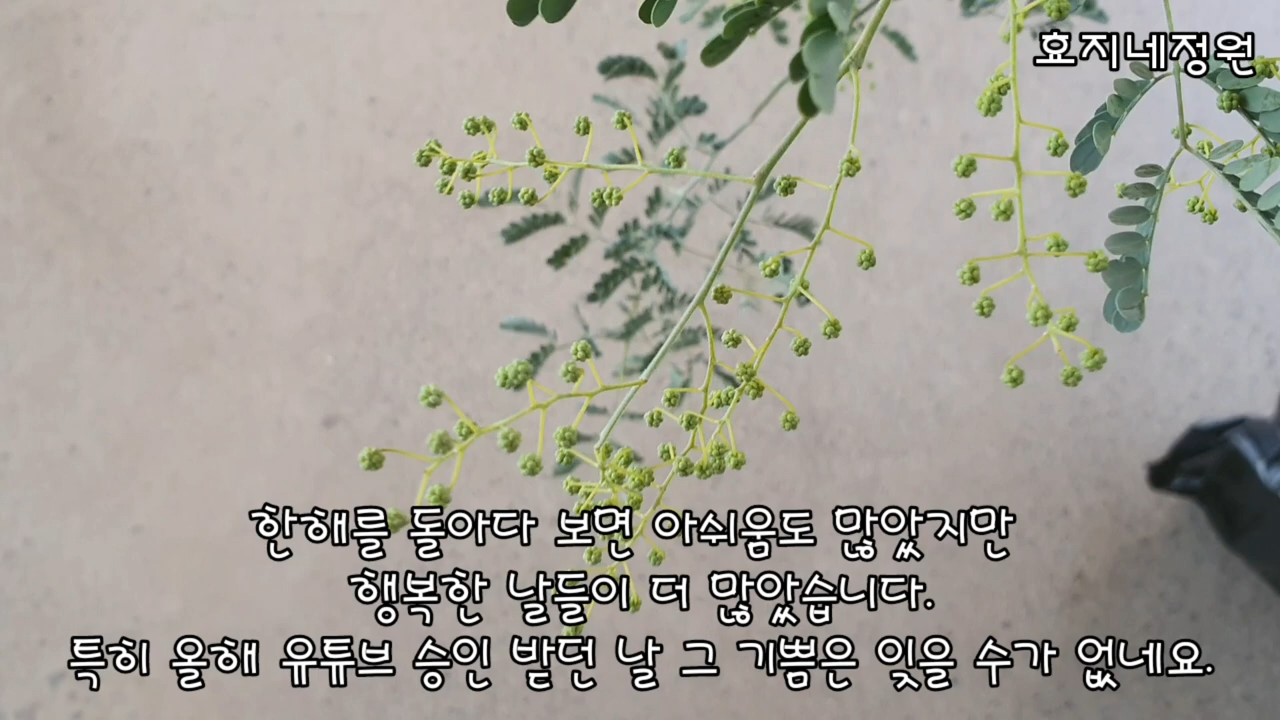 효지네정원
한해를 돌아다 보면 아쉬움도 많았지만
행복한 날들이 더 많았습니다.
특히 올해 유튜브 승인 받던 날 그 기쁨은 잊을 수가 없네요.